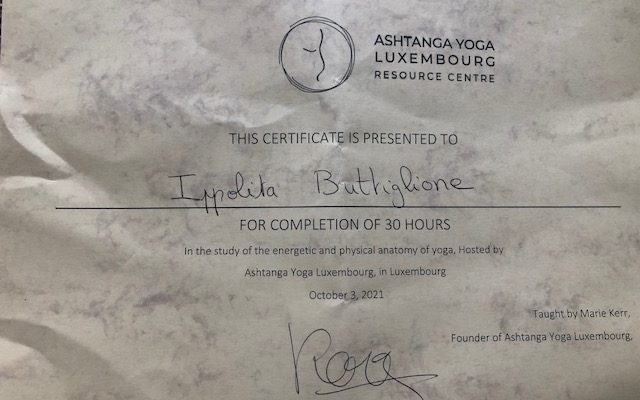 ASHTANGA YOGA
LUXEMBOURG
RESOURCE CENTRE
THIS CERTIFICATE IS PRESENTED TO
Ippolita Buttiglione
FOR COMPLETION OF 30 HOURS
In the study of the energetic and physical anatomy of yoga, Hosted by
Ashtanga Yoga Luxembourg, in Luxembourg
October 3, 2021
Taught by Marie Kerr,
Founder of Ashtanga Yoga Luxembourg,